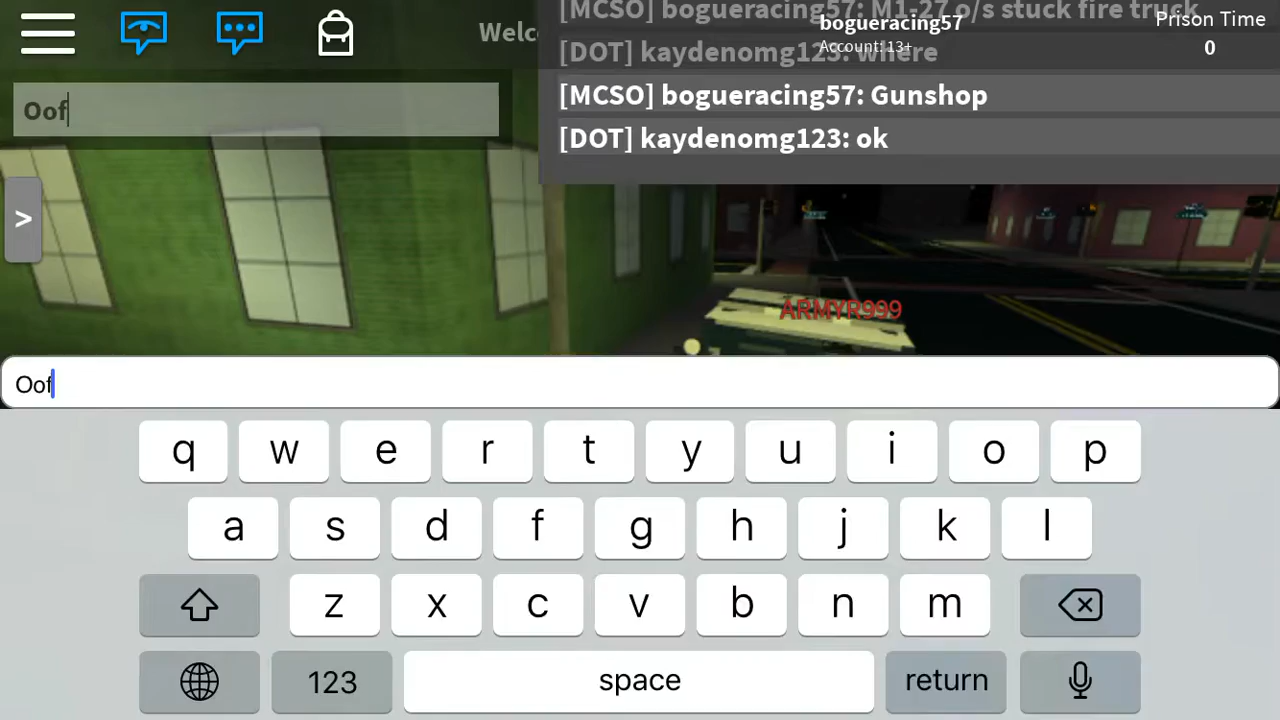 [MCSO] bogueracing57: M1-27 o/s stuck fire truck
bogueracing57
Account: 13+
Prison Time
0
Welc
[DOT] kaydenomg123: where
Oof
[MCSO] bogueracing57: Gunshop
[DOT] kaydenomg123: ok
>
ARMYR999
Oof
q w e r t y u i o p
a s d f g h j k l
z x c v b n m
123 space return